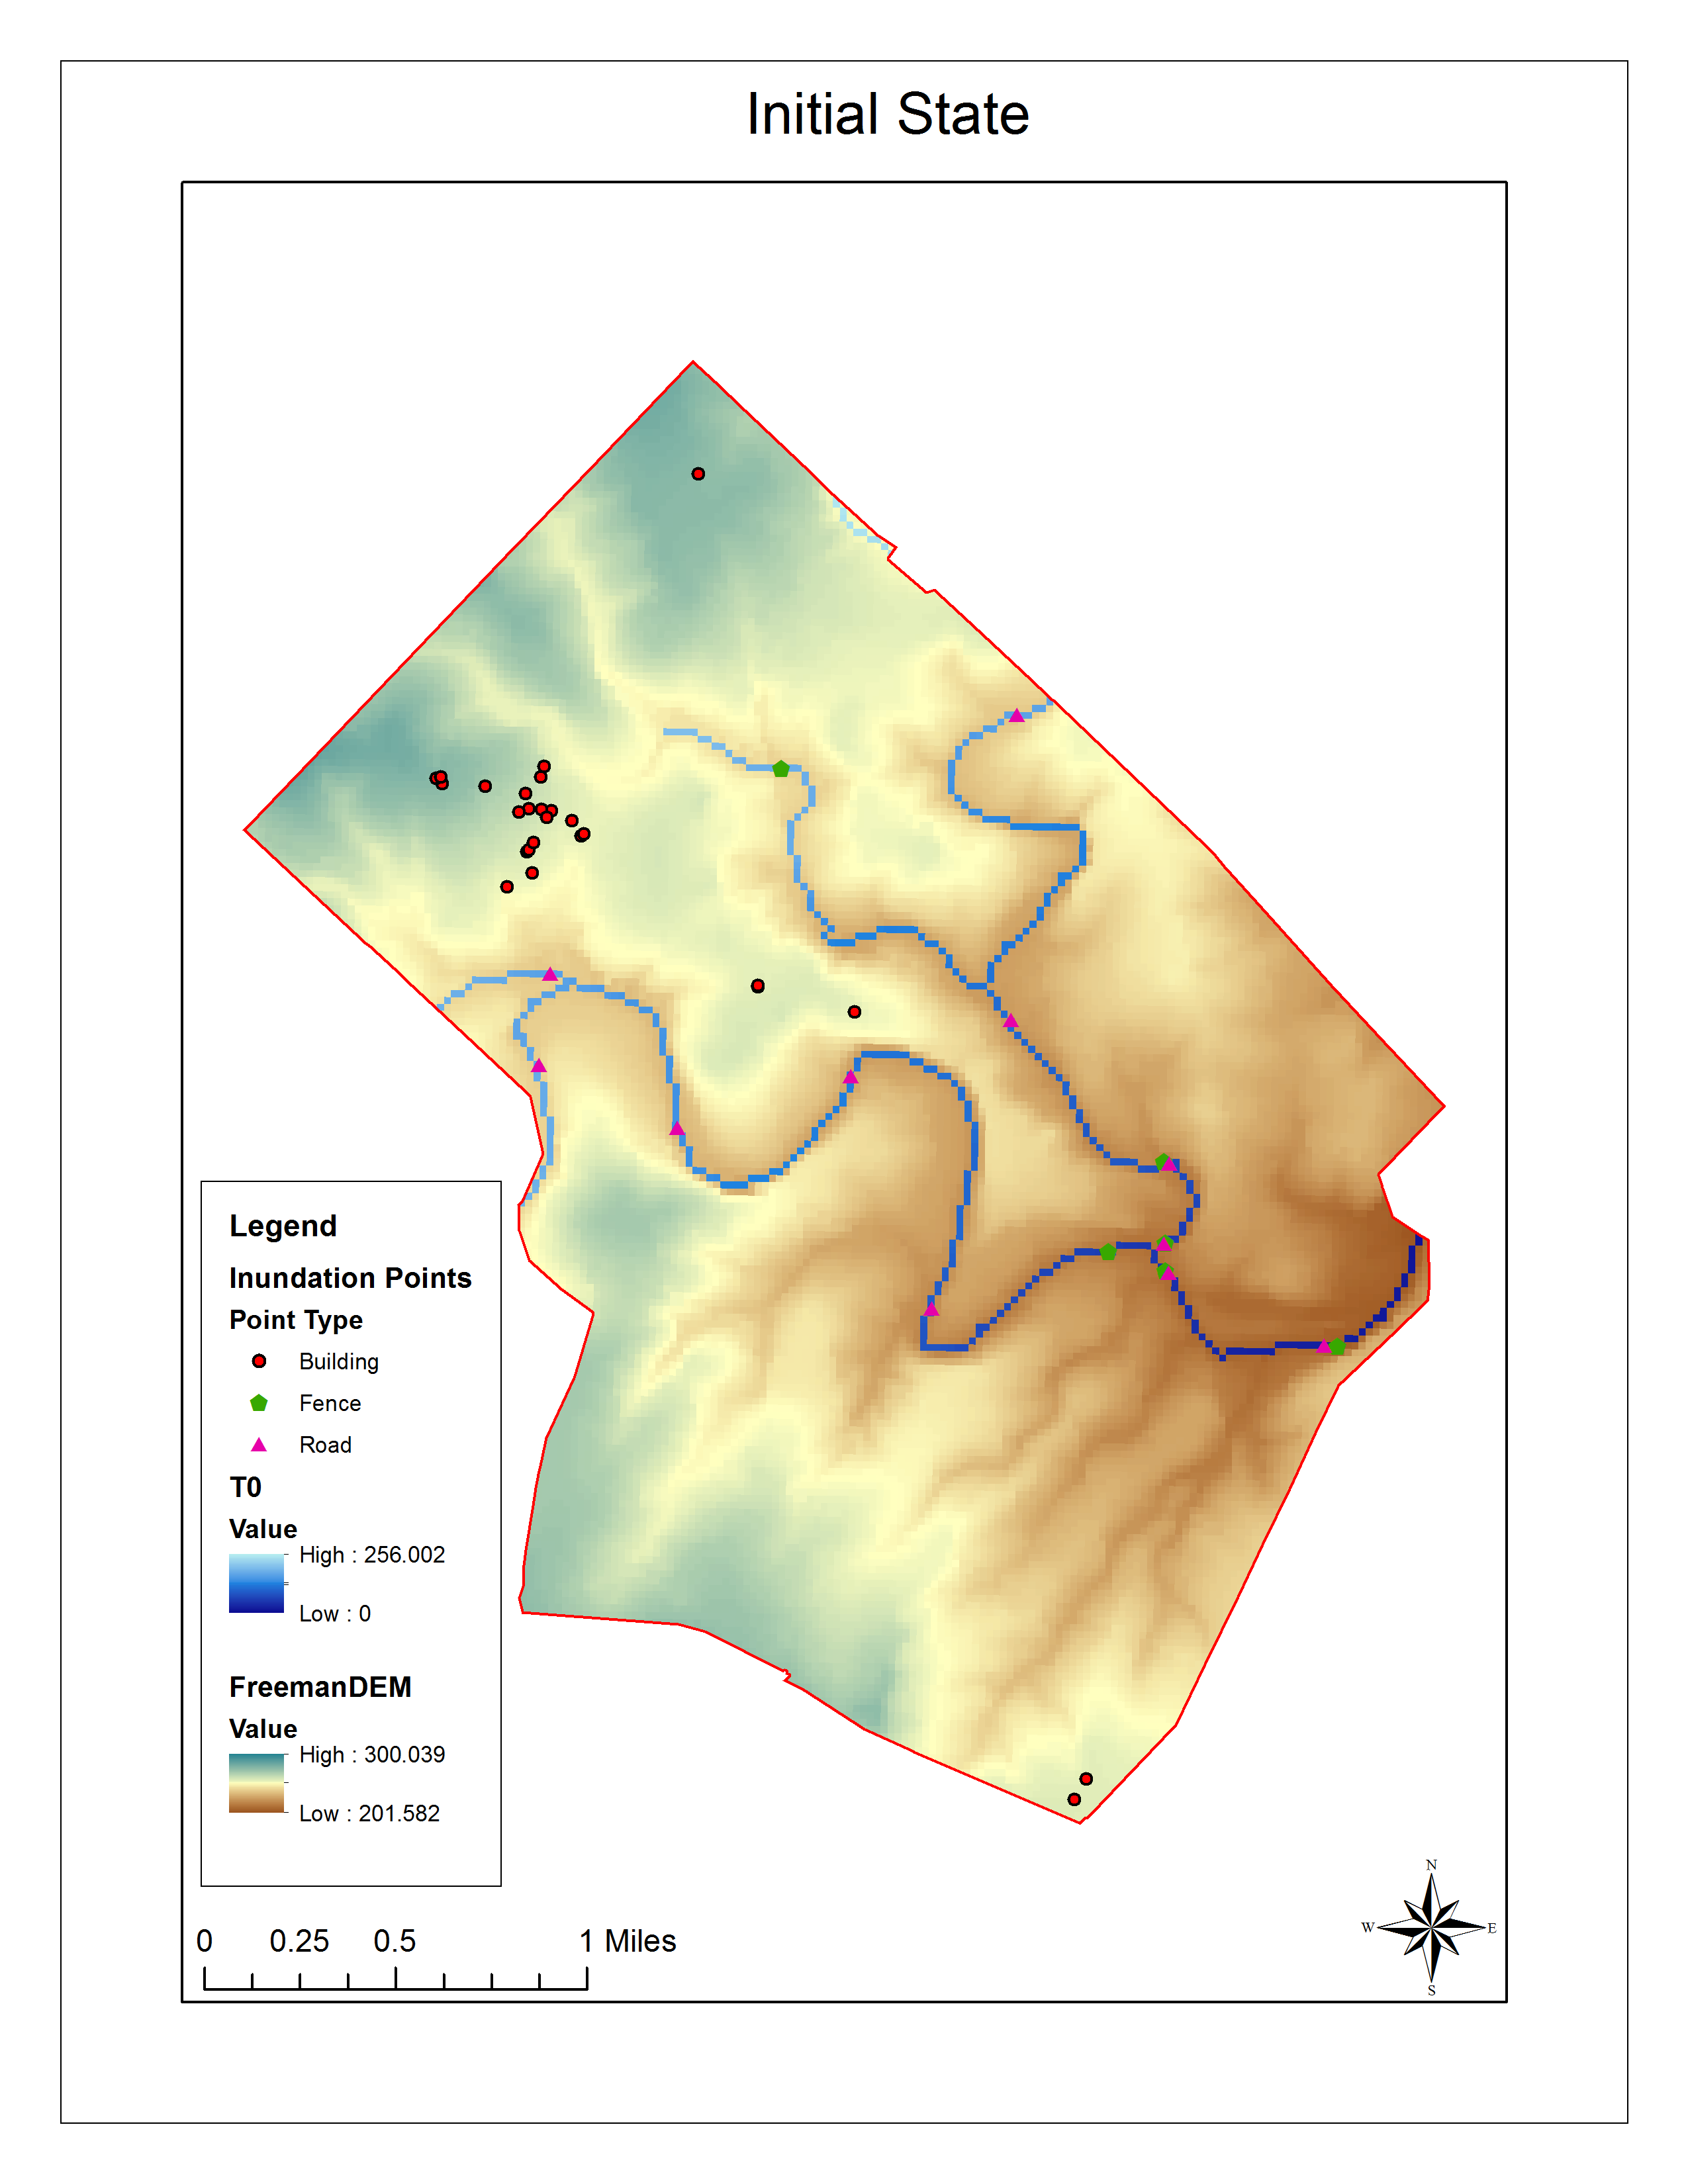 Initial State
Legend
Inundation Points
Point Type
Building
Fence
Road
T0
Value
High : 256.002
Low : 0
FreemanDEM
Value
High : 300.039
Low : 201.582
0 0.25 0.5 1 Miles
N
W E
S